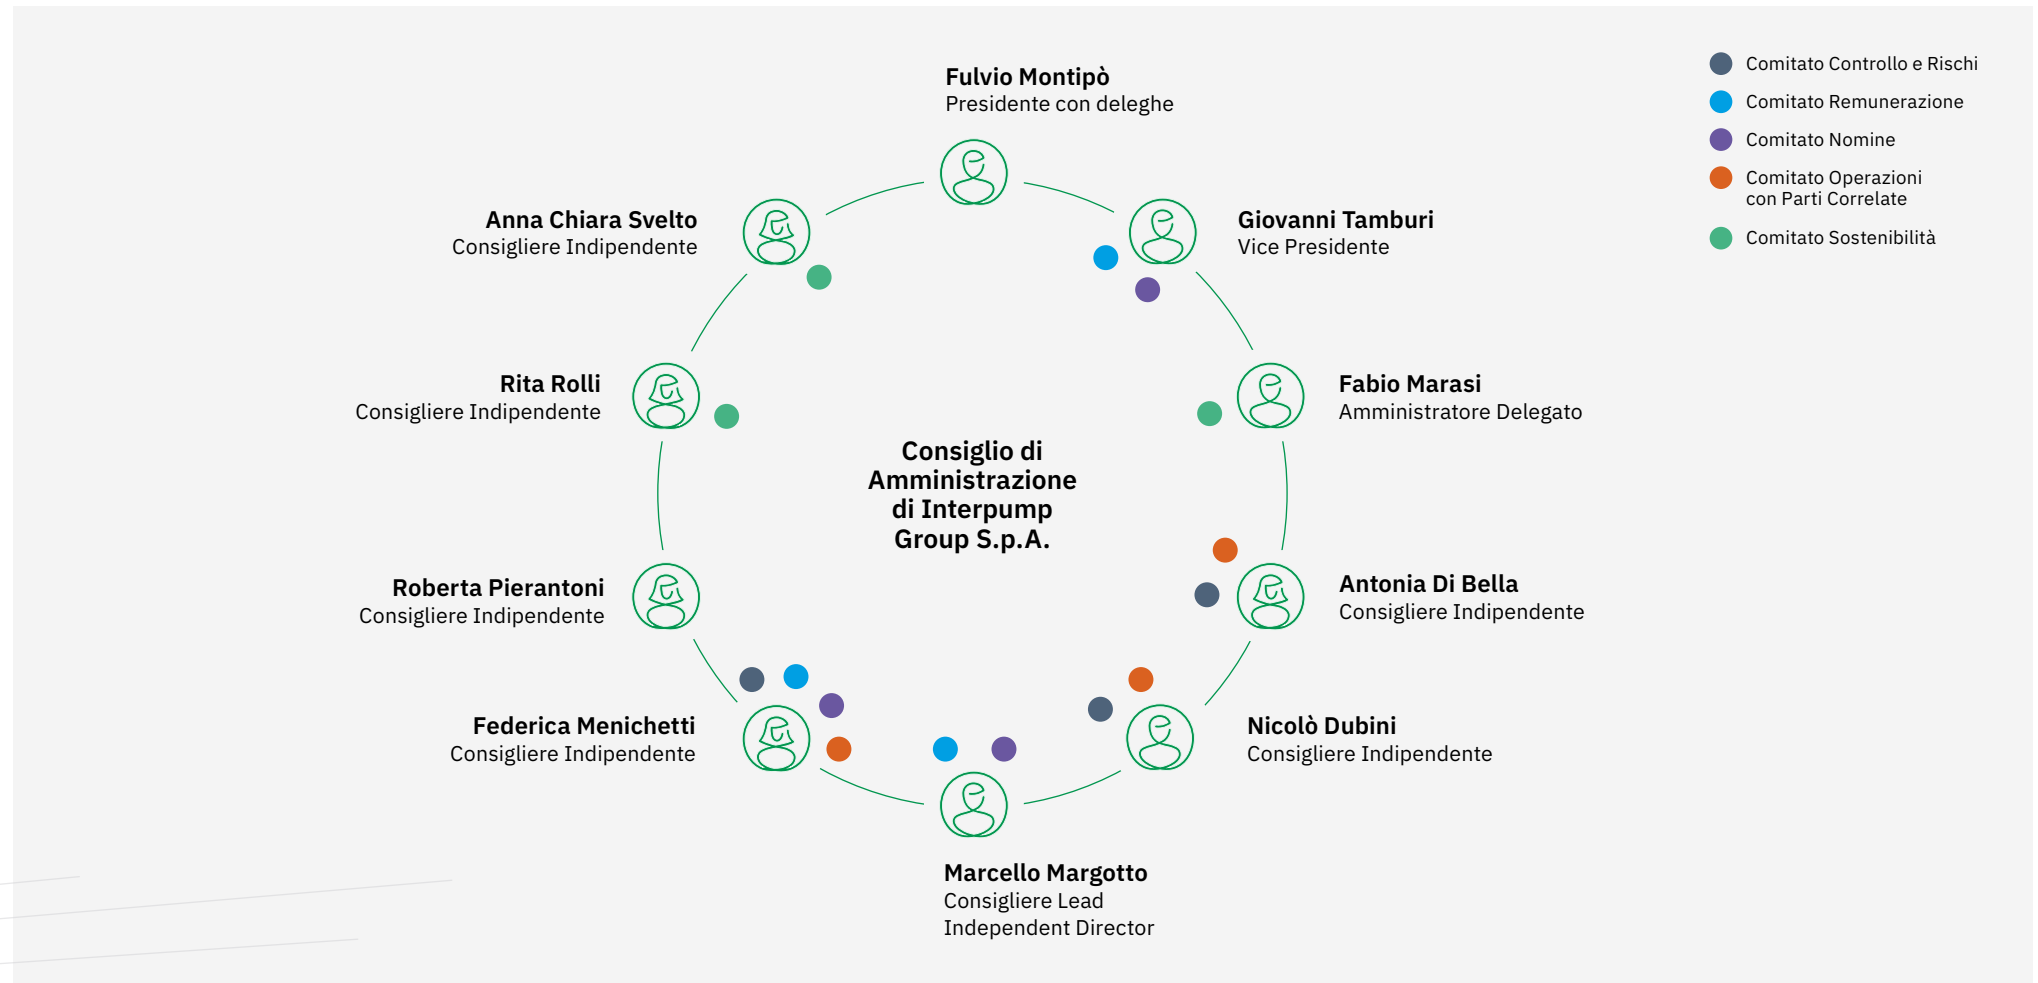 Fulvio Montipò
Presidente con deleghe
Comitato Controllo e Rischi
Comitato Remunerazione
Comitato Nomine
Comitato Operazioni
con Parti Correlate
Comitato Sostenibilità
Anna Chiara Svelto
Consigliere Indipendente
Giovanni Tamburi
Vice Presidente
Rita Rolli
Consigliere Indipendente
Fabio Marasi
Amministratore Delegato
Consiglio di
Amministrazione
di Interpump
Group S.p.A.
Roberta Pierantoni
Consigliere Indipendente
Antonia Di Bella
Consigliere Indipendente
Federica Menichetti
Consigliere Indipendente
Nicolò Dubini
Consigliere Indipendente
Marcello Margotto
Consigliere Lead
Independent Director